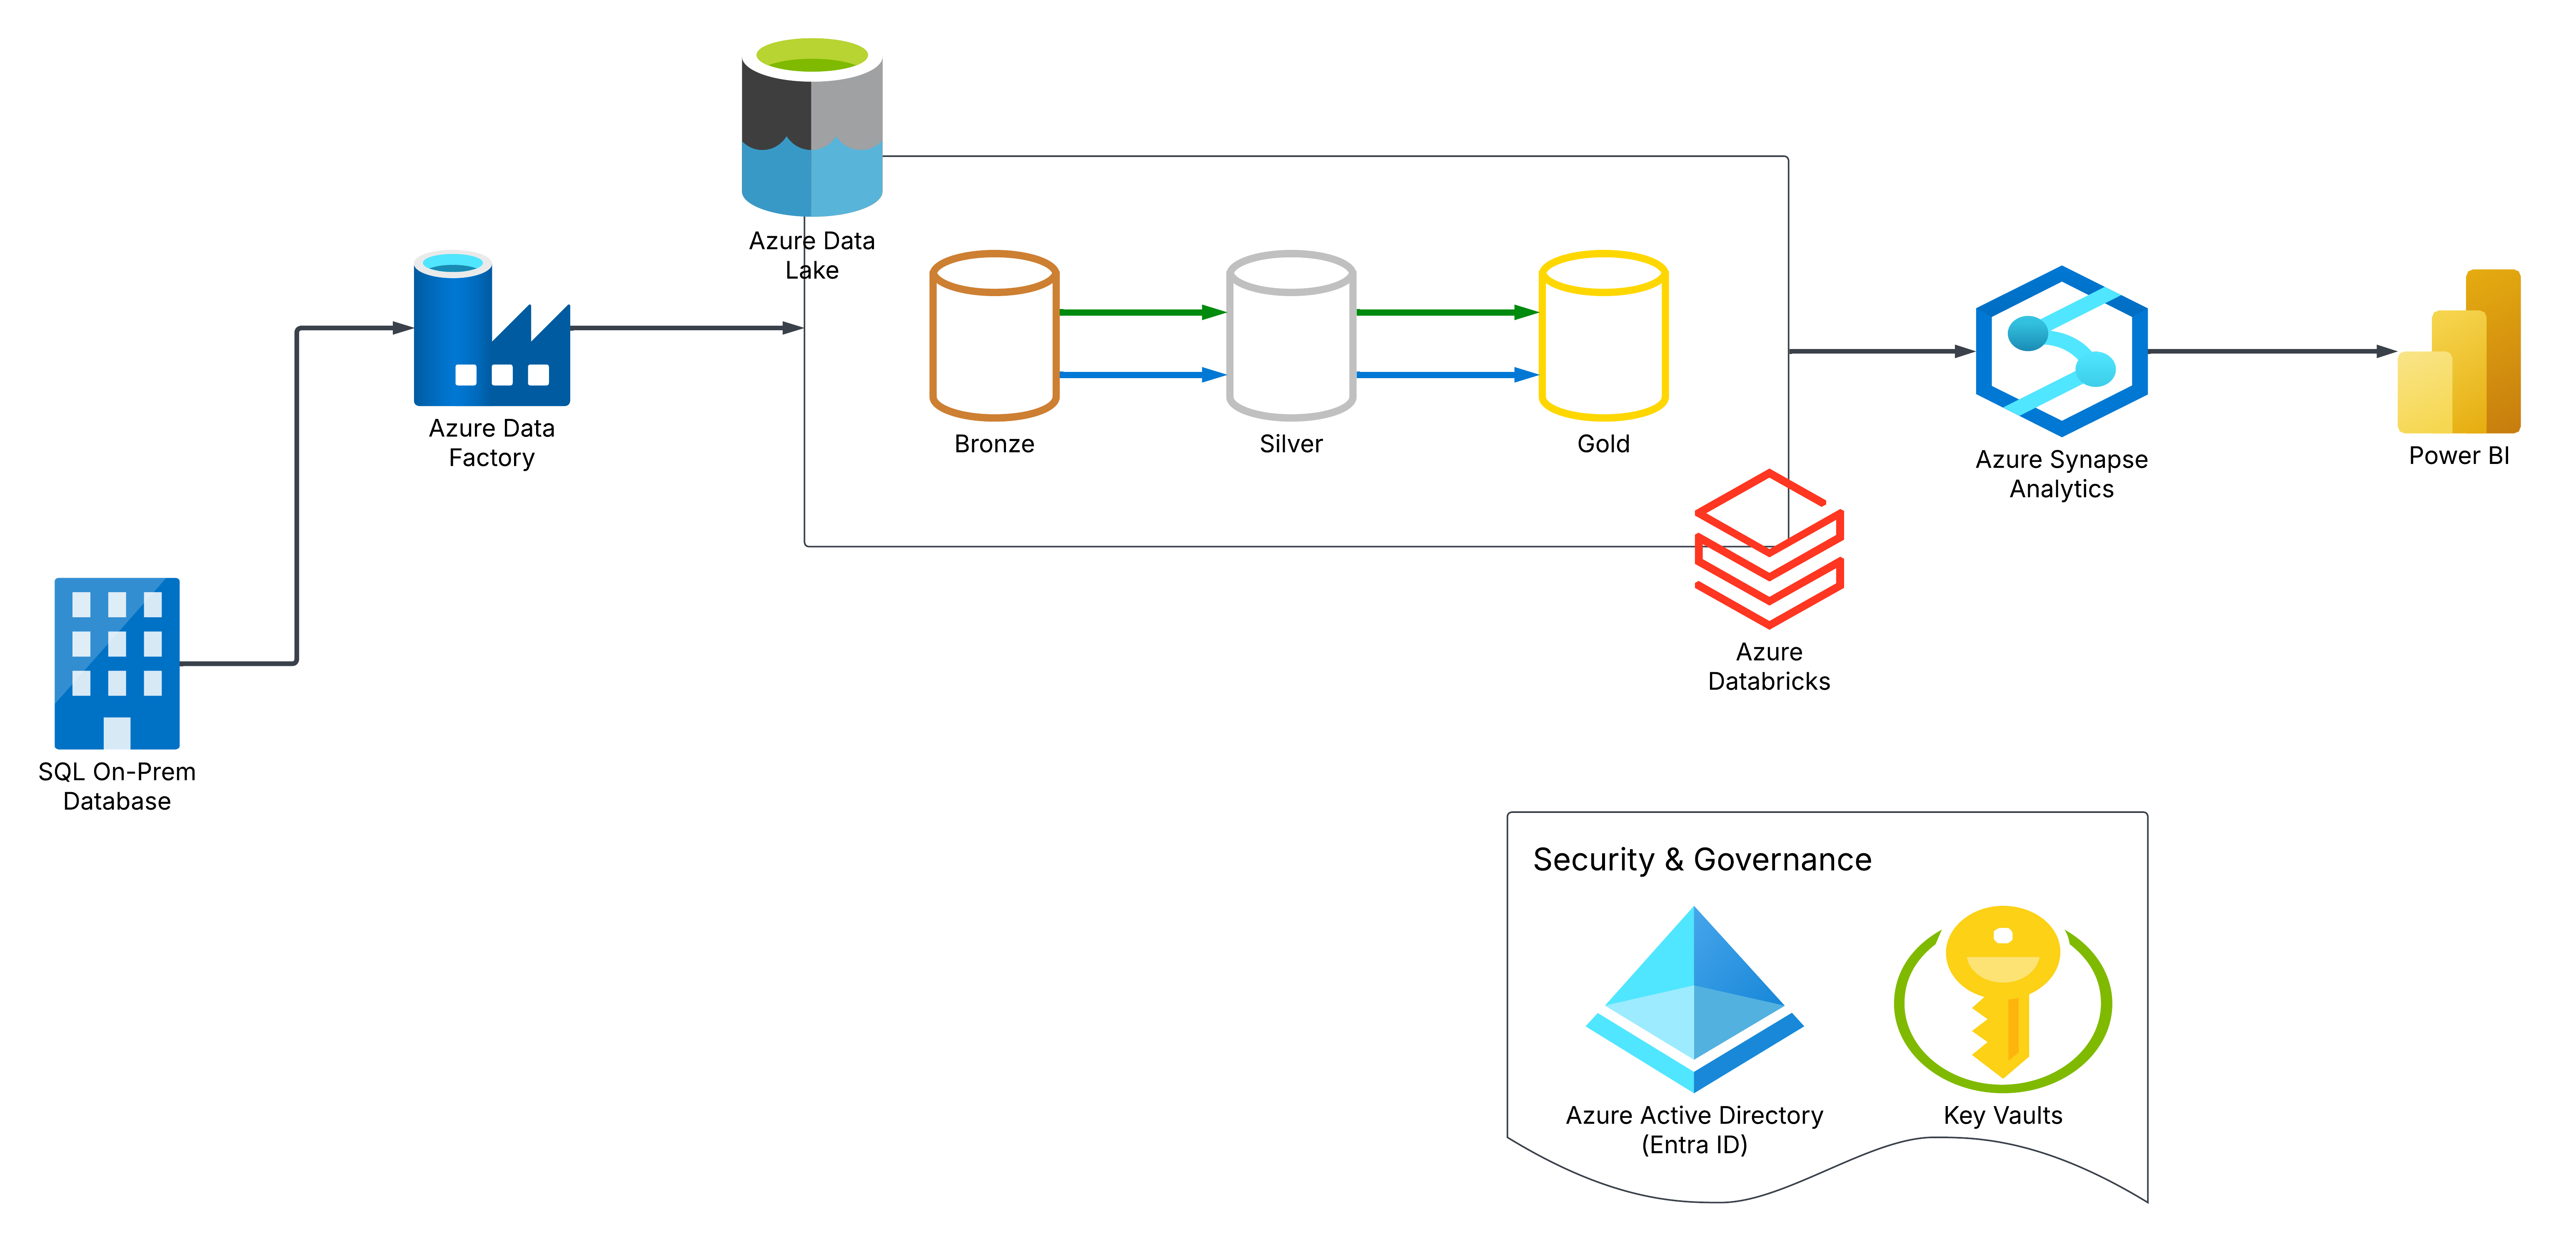 Azure Data
Lake
Azure Data
Factory
Bronze
Silver
Gold
Azure Synapse
Analytics
Power BI
Azure
Databricks
SQL On-Prem
Database
Security & Governance
Azure Active Directory
(Entra ID)
Key Vaults